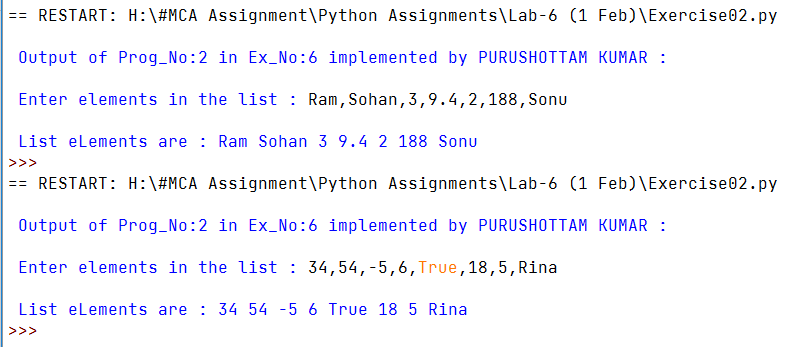 == RESTART: H:\#MCA Assignment\Python Assignments\Lab-6 (1 Feb)\Exercise02.py
Output of Prog_No:2 in Ex_No:6 implemented by PURUSHOTTAM KUMAR :
Enter elements in the list : Ram,Sohan,3,9.4,2,188,Sonu
List eLements are : Ram Sohan 3 9.4 2 188 Sonu
>>>
== RESTART: H:\#MCA Assignment\Python Assignments\Lab-6 (1 Feb)\Exercise02.py
Output of Prog_No:2 in Ex_No:6 implemented by PURUSHOTTAM KUMAR :
Enter elements in the list : 34,54,-5,6,True,18,5,Rina
List eLements are : 34 54 -5 6 True 18 5 Rina
>>>